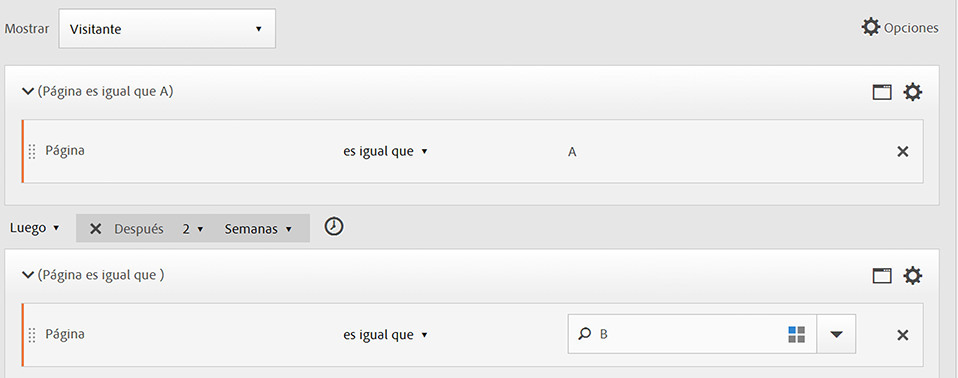 Mostrar Visitante Opciones
(Página es igual que A)
Página es igual que A
Luego Después 2 Semanas
(Página es igual que )
Página es igual que B